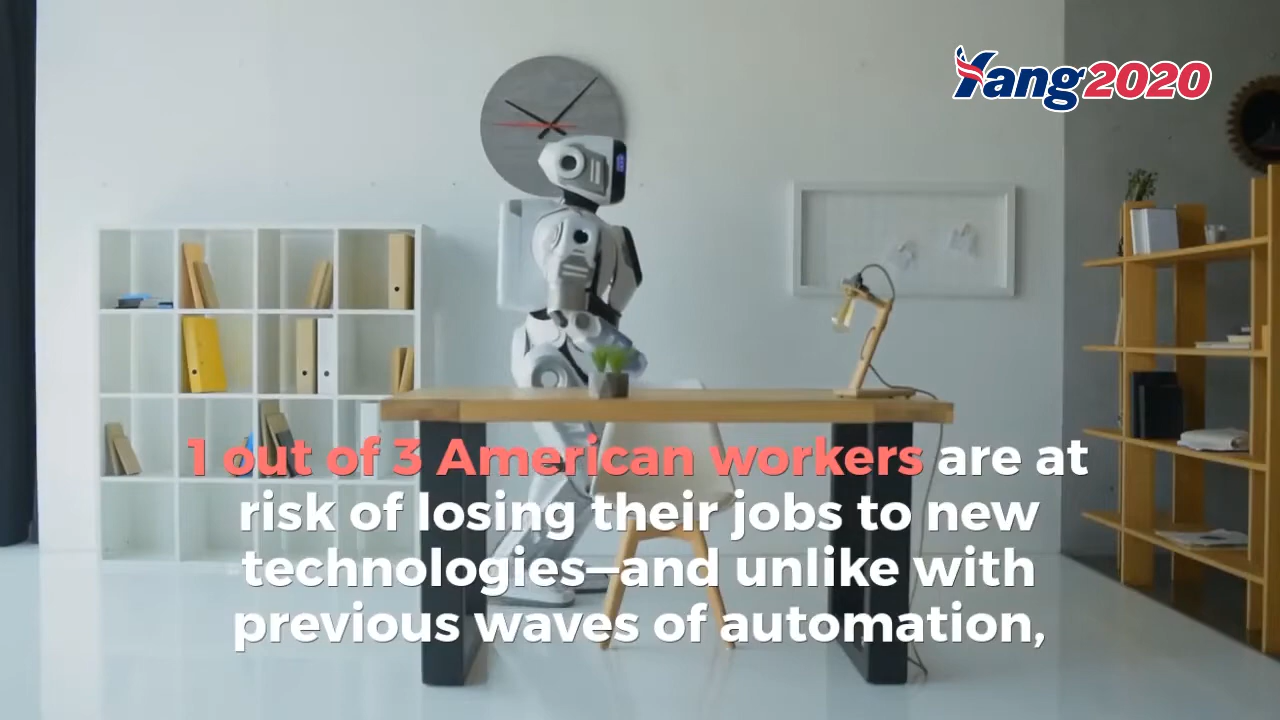 Yang2020
1 out of 3 American workers are at
risk of losing their jobs to new
technologies—and unlike with
previous waves of automation,